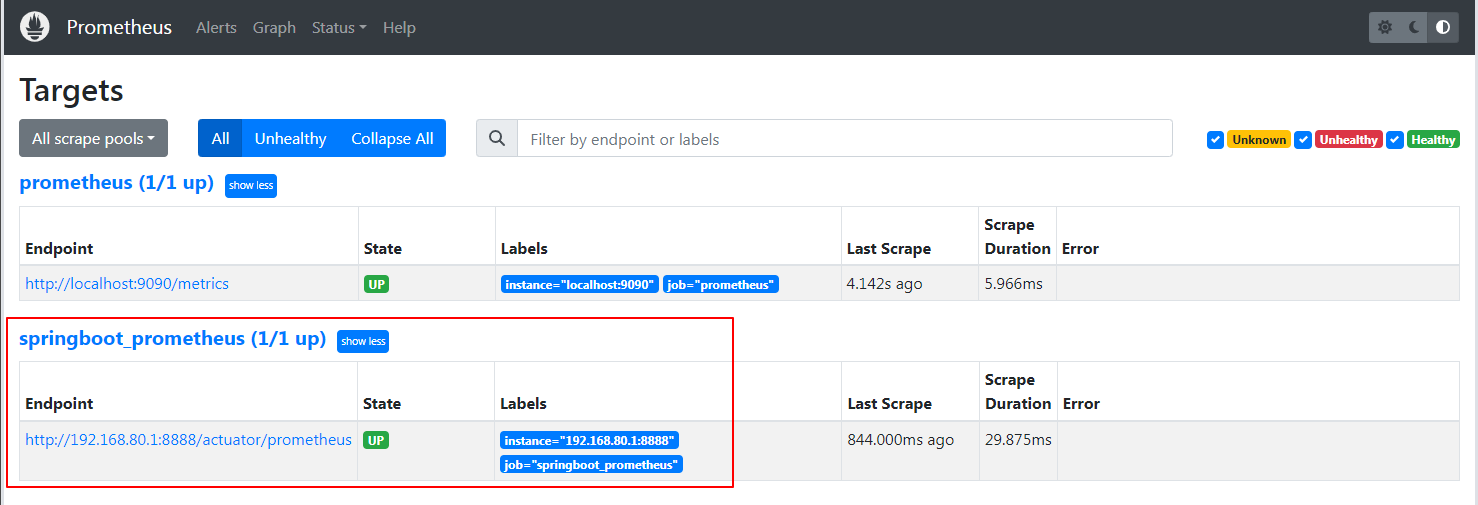 Prometheus Alerts Graph Status Help
Targets
All scrape pools All Unhealthy Collapse All Filter by endpoint or labels Unknown Unhealthy Healthy
prometheus (1/1 up) show less
Endpoint State Labels Last Scrape Scrape Duration Error
http://localhost:9090/metrics UP instance="localhost:9090" job="prometheus" 4.142s ago 5.966ms
springboot_prometheus (1/1 up) show less
Endpoint State Labels Last Scrape Scrape Duration Error
http://192.168.80.1:8888/actuator/prometheus UP instance="192.168.80.1:8888" 844.000ms ago 29.875ms
job="springboot_prometheus"